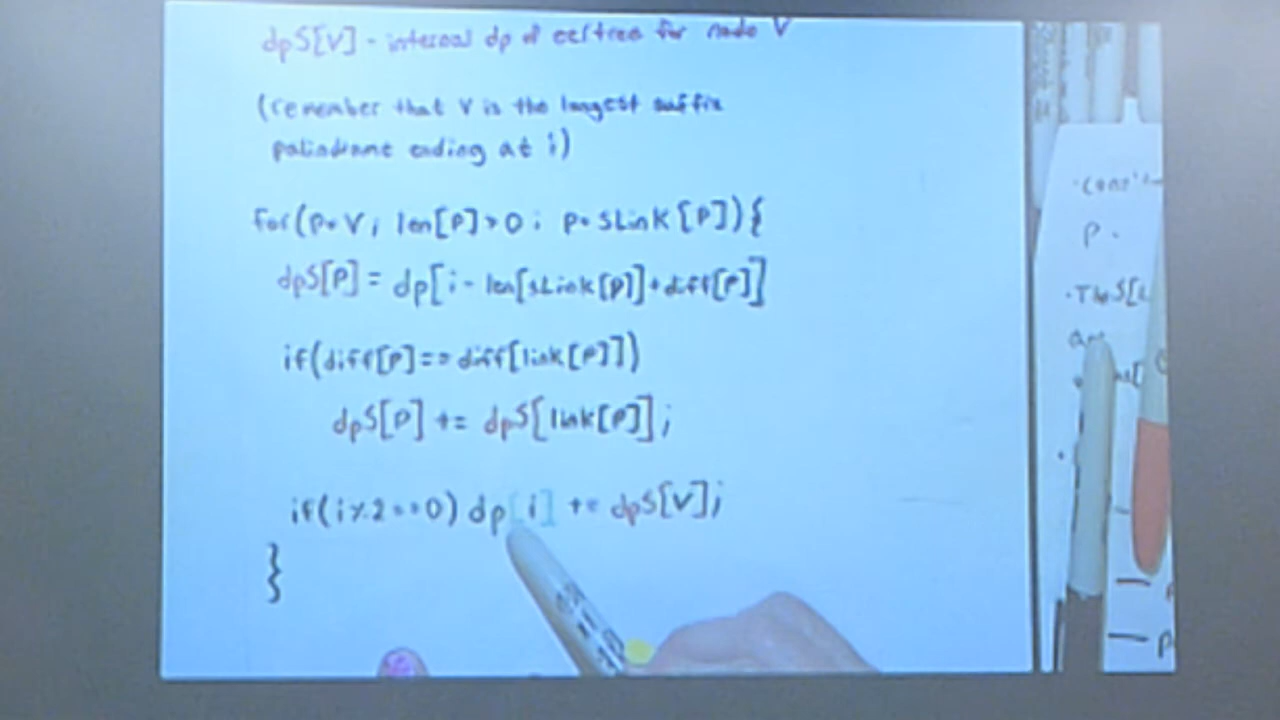 dpS[v] - internal dp of eertree for node V
(remember that v is the largest suffix
palindrome ending at i)
for(p=v; len[p]>0; p=sLink[p]){
dpS[p] = dp[i-len[sLink[p]]+diff[p]]
if(diff[p]==diff[link[p]])
dpS[p] += dpS[link[p]];
if(i%2==0) dp[i] += dpS[v];
}
P.